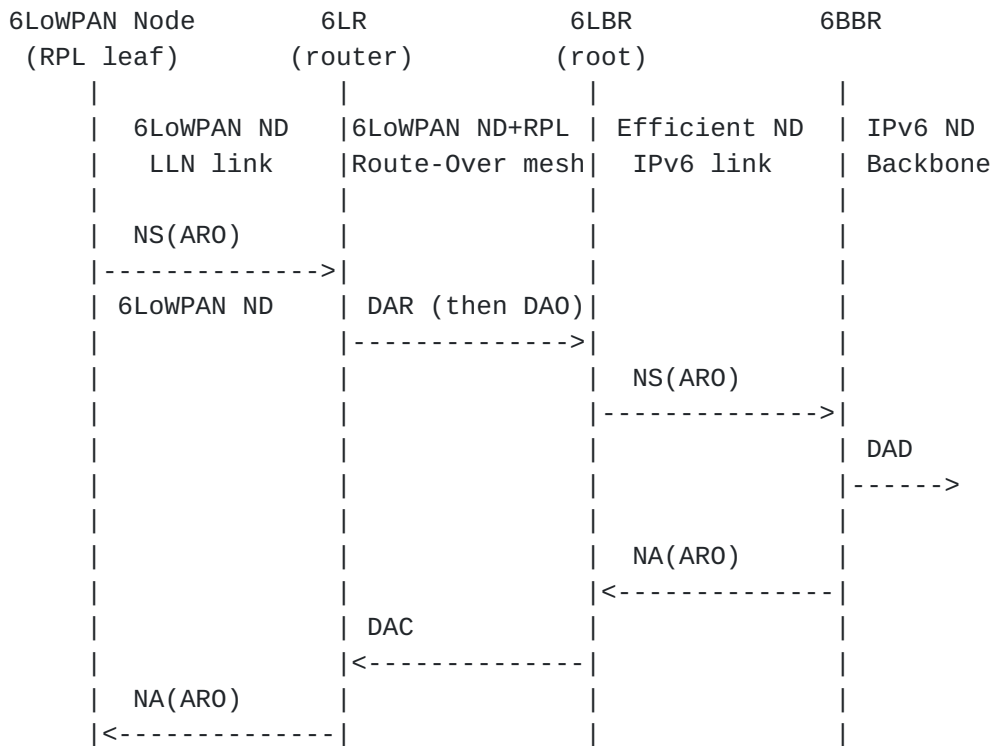 6LoWPAN Node        6LR             6LBR            6BBR
 (RPL leaf)     (router)         (root)
     |               |               |               |
     |  6LoWPAN ND   |6LoWPAN ND+RPL | Efficient ND  | IPv6 ND
     |   LLN link    |Route-Over mesh|  IPv6 link    | Backbone
     |               |               |               |
     |  NS(ARO)      |               |               |
     |-------------->|               |               |
     | 6LoWPAN ND    | DAR (then DAO)|               |
     |               |-------------->|               |
     |               |               |  NS(ARO)      |
     |               |               |-------------->|
     |               |               |               | DAD
     |               |               |               |------>
     |               |               |               |
     |               |               |  NA(ARO)      |
     |               |               |<--------------|
     |               | DAC           |               |
     |               |<--------------|               |
     |  NA(ARO)      |               |               |
     |<--------------|               |               |